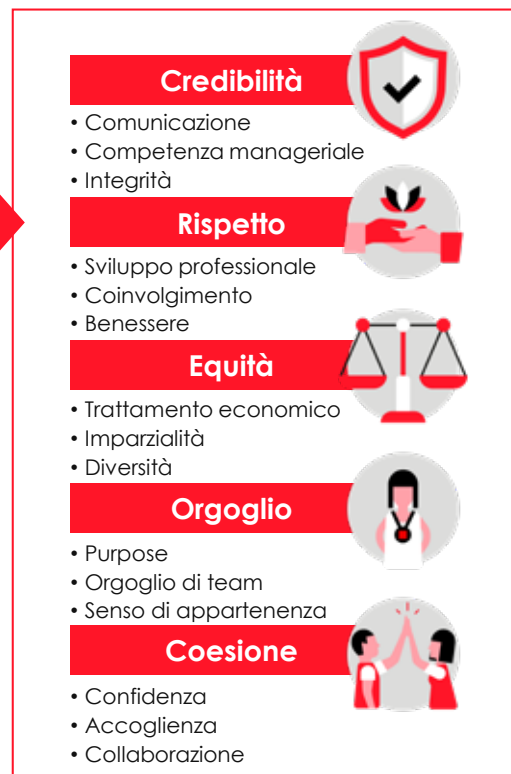 Credibilità
• Comunicazione
• Competenza manageriale
• Integrità
Rispetto
• Sviluppo professionale
• Coinvolgimento
• Benessere
Equità
• Trattamento economico
• Imparzialità
• Diversità
Orgoglio
• Purpose
• Orgoglio di team
• Senso di appartenenza
Coesione
• Confidenza
• Accoglienza
• Collaborazione